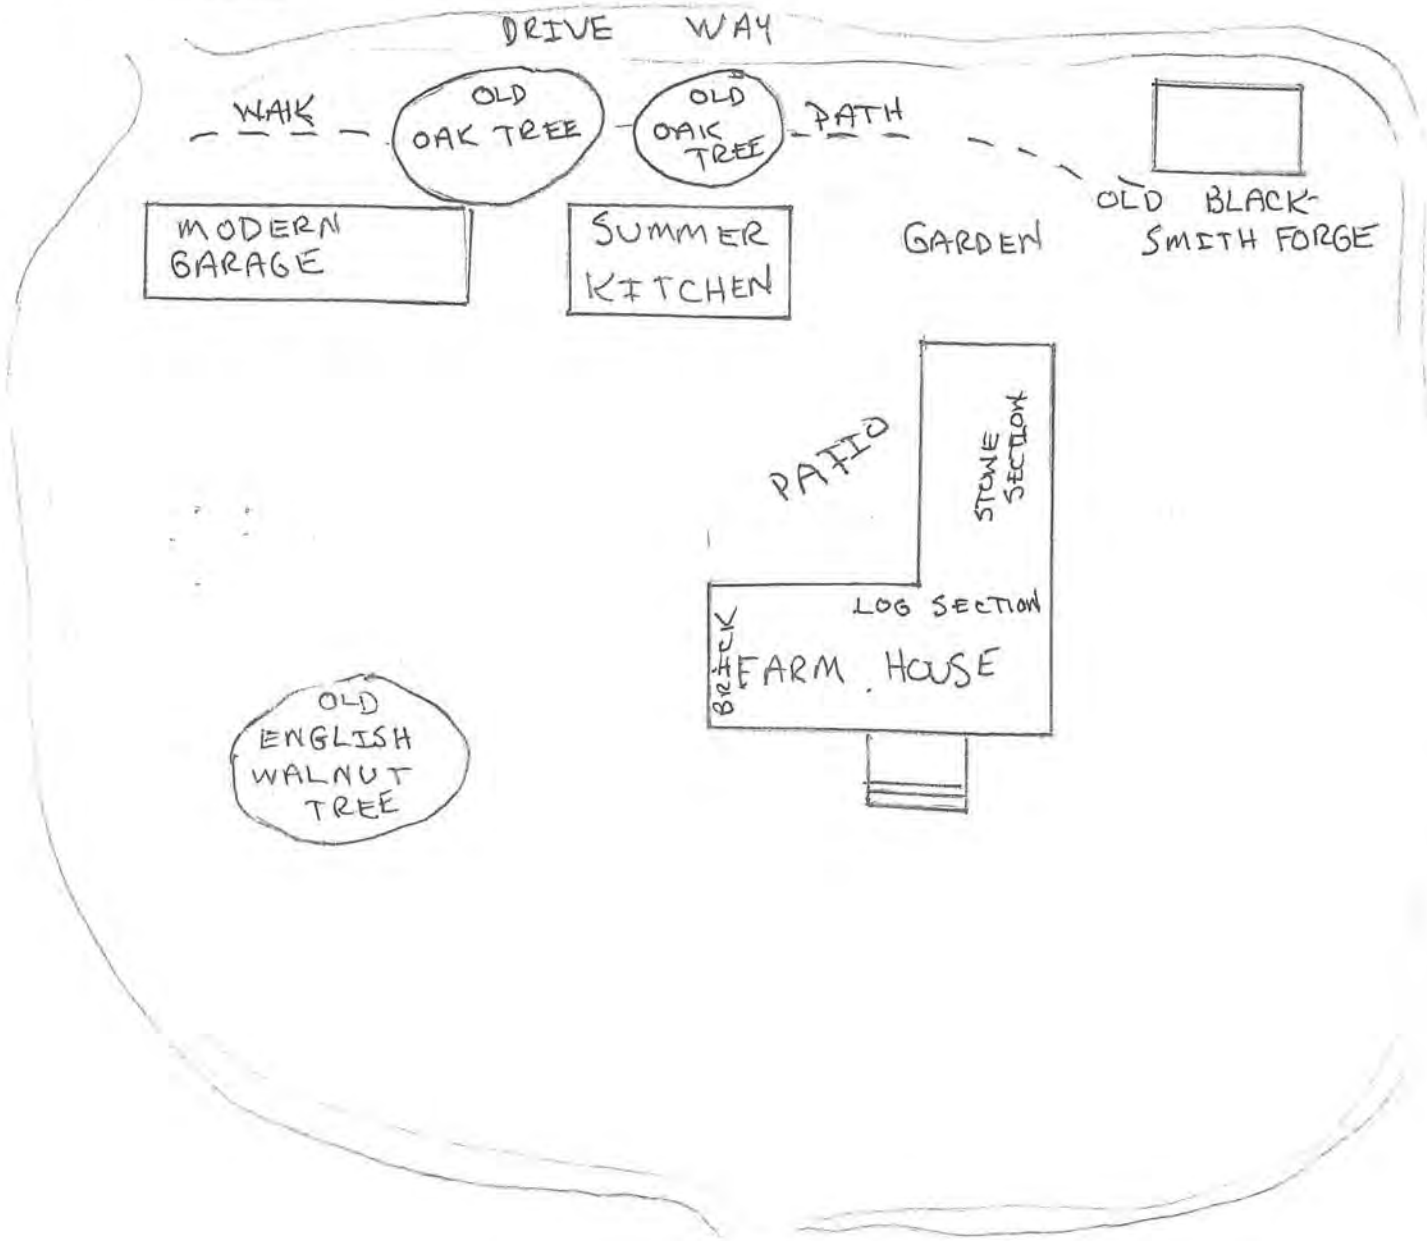 DRIVE WAY
WALK
OLD
OAK TREE
OLD
OAK
TREE
PATH
OLD BLACK-
SMITH FORGE
MODERN
GARAGE
SUMMER
KITCHEN
GARDEN
PATIO
STONE
SECTION
LOG SECTION
BRICK
FARM HOUSE
OLD
ENGLISH
WALNUT
TREE